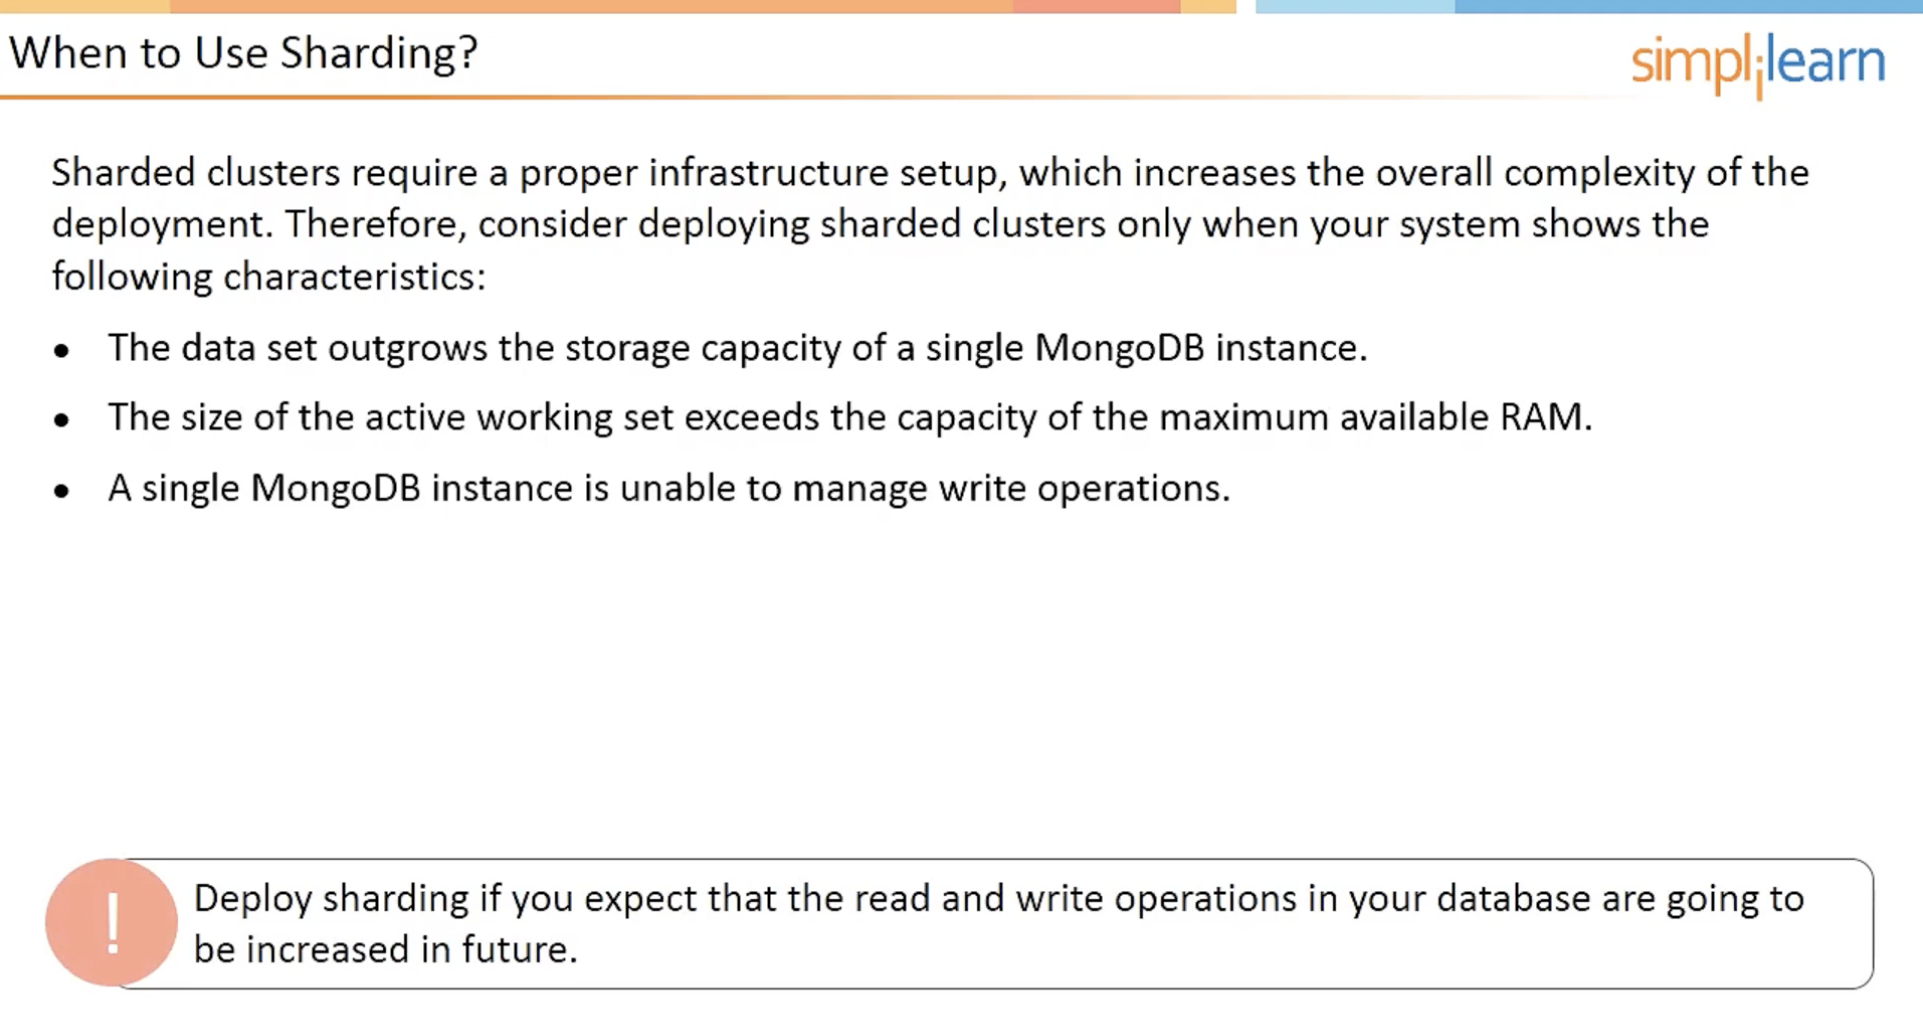 When to Use Sharding?
simplilearn
Sharded clusters require a proper infrastructure setup, which increases the overall complexity of the
deployment. Therefore, consider deploying sharded clusters only when your system shows the
following characteristics:
• The data set outgrows the storage capacity of a single MongoDB instance.
• The size of the active working set exceeds the capacity of the maximum available RAM.
• A single MongoDB instance is unable to manage write operations.
! Deploy sharding if you expect that the read and write operations in your database are going to
be increased in future.